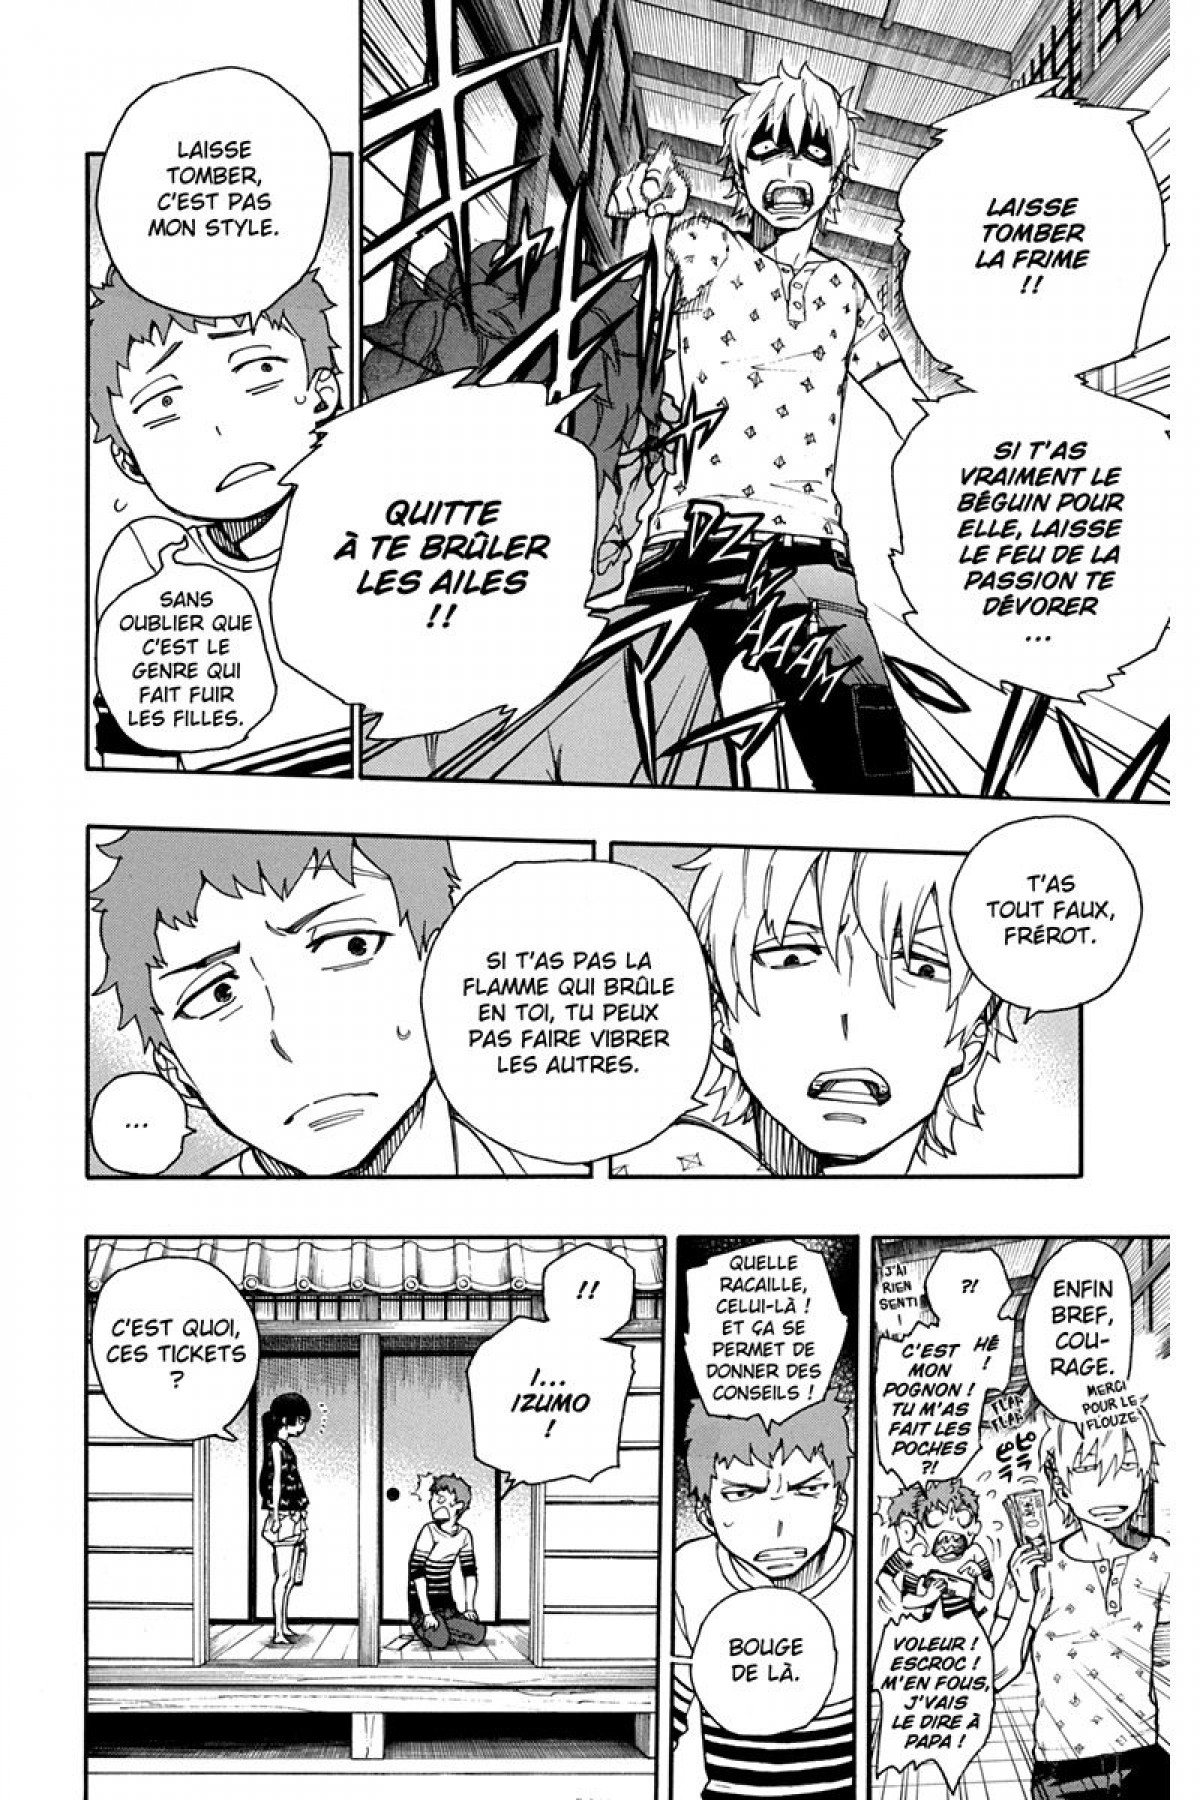 LAISSE
TOMBER
LA FRIME
!!
SI T'AS
VRAIMENT LE
BÉGUIN POUR
ELLE, LAISSE
LE FEU DE LA
PASSION TE
DÉVORER
...
QUITTE
À TE BRÛLER
LES AILES
!!
DZ
AAAM
LAISSE
TOMBER,
C'EST PAS
MON STYLE.
SANS
OUBLIER QUE
C'EST LE
GENRE QUI
FAIT FUIR
LES FILLES.
T'AS
TOUT FAUX,
FRÉROT.
SI T'AS PAS LA
FLAMME QUI BRÛLE
EN TOI, TU PEUX
PAS FAIRE VIBRER
LES AUTRES.
...
ENFIN
BREF,
COU-
RAGE.
MERCI
POUR LE
FLOUZE
FLAP
FLAP
?!
J'AI
RIEN
SENTI
!
HÉ
!
C'EST
MON
POGNON !
TU M'AS
FAIT LES
POCHES
?!
VOLEUR !
ESCROC !
M'EN FOUS,
J'VAIS
LE DIRE À
PAPA !
QUELLE
RACAILLE,
CELUI-LÀ !
ET ÇA SE
PERMET DE
DONNER DES
CONSEILS !
BOUGE
DE LÀ.
!!
I...
IZUMO
!
C'EST QUOI,
CES TICKETS
?